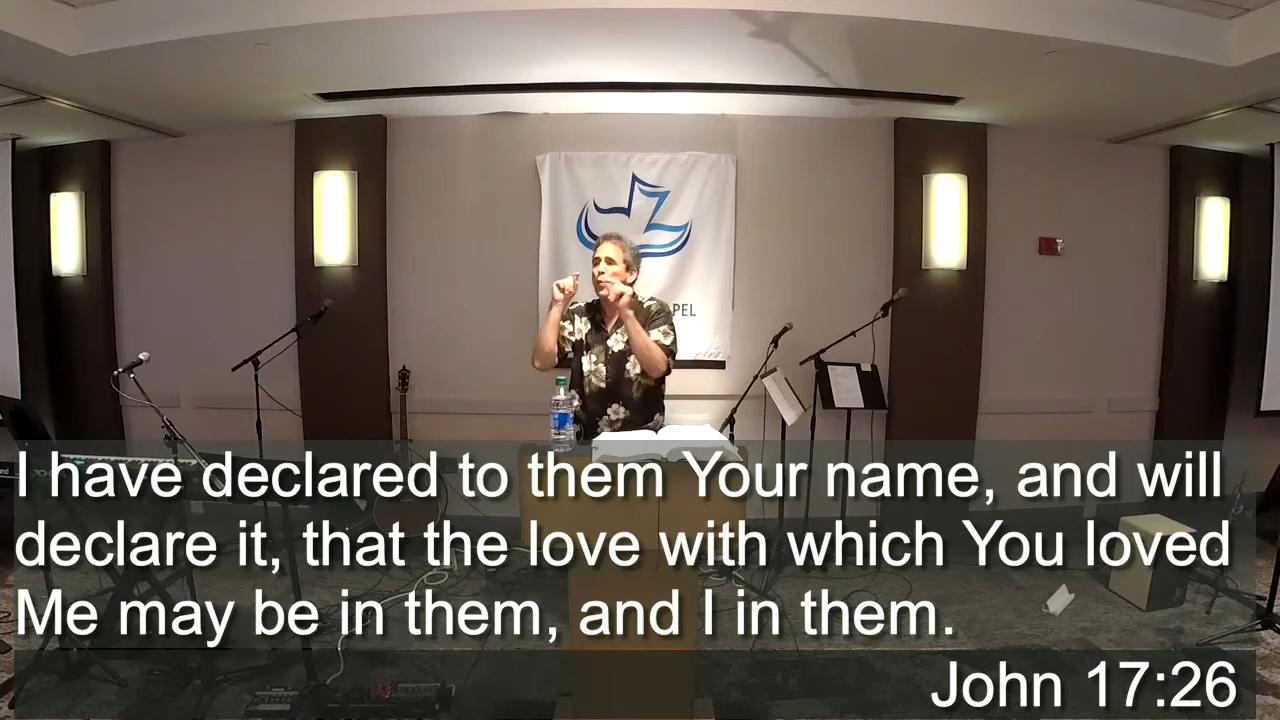 PEL
I have declared to them Your name, and will
declare it, that the love with which You loved
Me may be in them, and I in them.
John 17:26